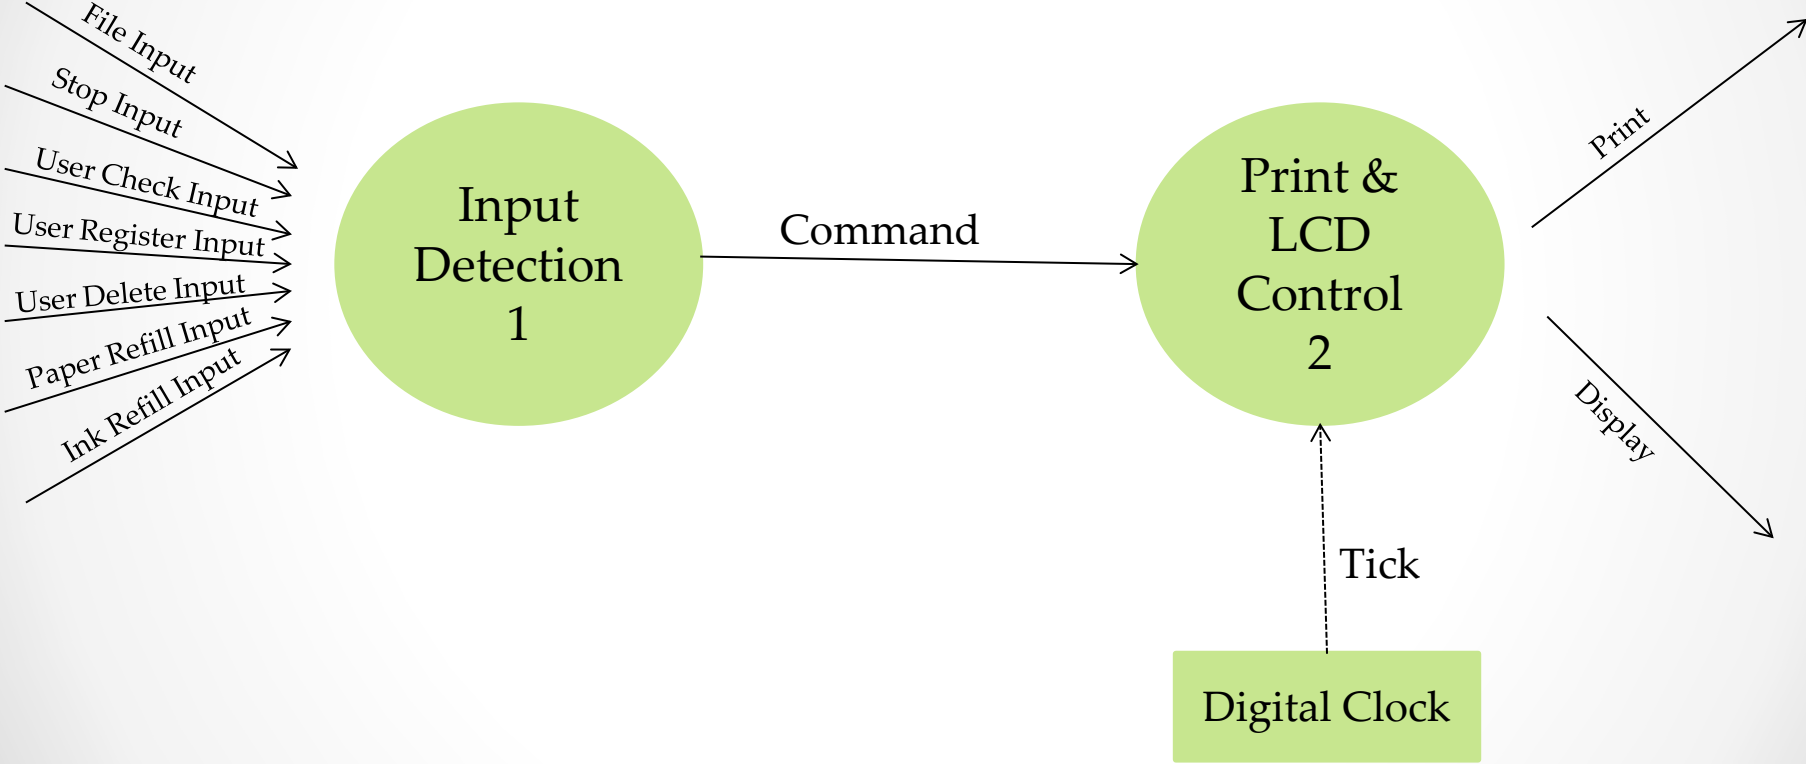 File Input
Stop Input
User Check Input
User Register Input
User Delete Input
Paper Refill Input
Ink Refill Input
Input
Detection
1
Command
Print &
LCD
Control
2
Print
Display
Tick
Digital Clock